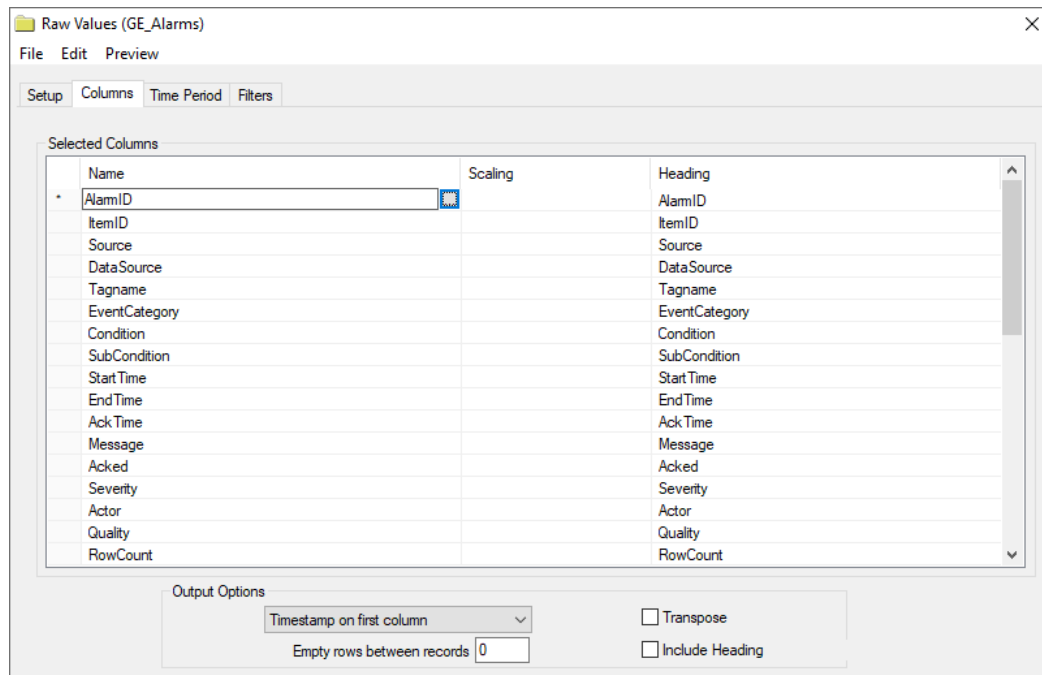 Raw Values (GE_Alarms)
File Edit Preview
Setup Columns Time Period Filters
Selected Columns
Name Scaling Heading
* AlarmID AlarmID
ItemID ItemID
Source Source
DataSource DataSource
Tagname Tagname
EventCategory EventCategory
Condition Condition
SubCondition SubCondition
StartTime StartTime
EndTime EndTime
AckTime AckTime
Message Message
Acked Acked
Severity Severity
Actor Actor
Quality Quality
RowCount RowCount
Output Options
Timestamp on first column Transpose
Empty rows between records 0 Include Heading